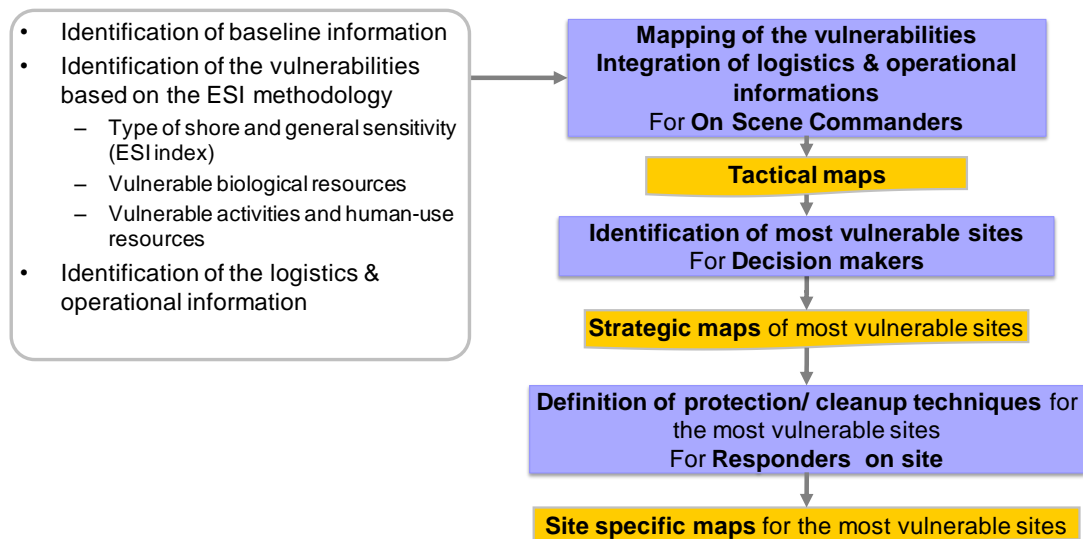 • Identification of baseline information
• Identification of the vulnerabilities
based on the ESI methodology
– Type of shore and general sensitivity
(ESI index)
– Vulnerable biological resources
– Vulnerable activities and human-use
resources
• Identification of the logistics &
operational information
Mapping of the vulnerabilities
Integration of logistics & operational
informations
For On Scene Commanders
Tactical maps
Identification of most vulnerable sites
For Decision makers
Strategic maps of most vulnerable sites
Definition of protection/ cleanup techniques for
the most vulnerable sites
For Responders on site
Site specific maps for the most vulnerable sites